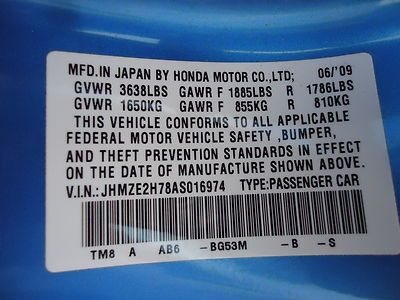 MFD.IN JAPAN BY HONDA MOTOR CO.,LTD; 06/'09
GVWR 3638LBS GAWR F 1885LBS R 1786LBS
GVWR 1650KG GAWR F 855KG R 810KG
THIS VEHICLE CONFORMS TO ALL APPLICABLE
FEDERAL MOTOR VEHICLE SAFETY ,BUMPER,
AND THEFT PREVENTION STANDARDS IN EFFECT
ON THE DATE OF MANUFACTURE SHOWN ABOVE.
V.I.N.: JHMZE2H78AS016974 TYPE:PASSENGER CAR
TM8 A AB6 -BG53M -B -S